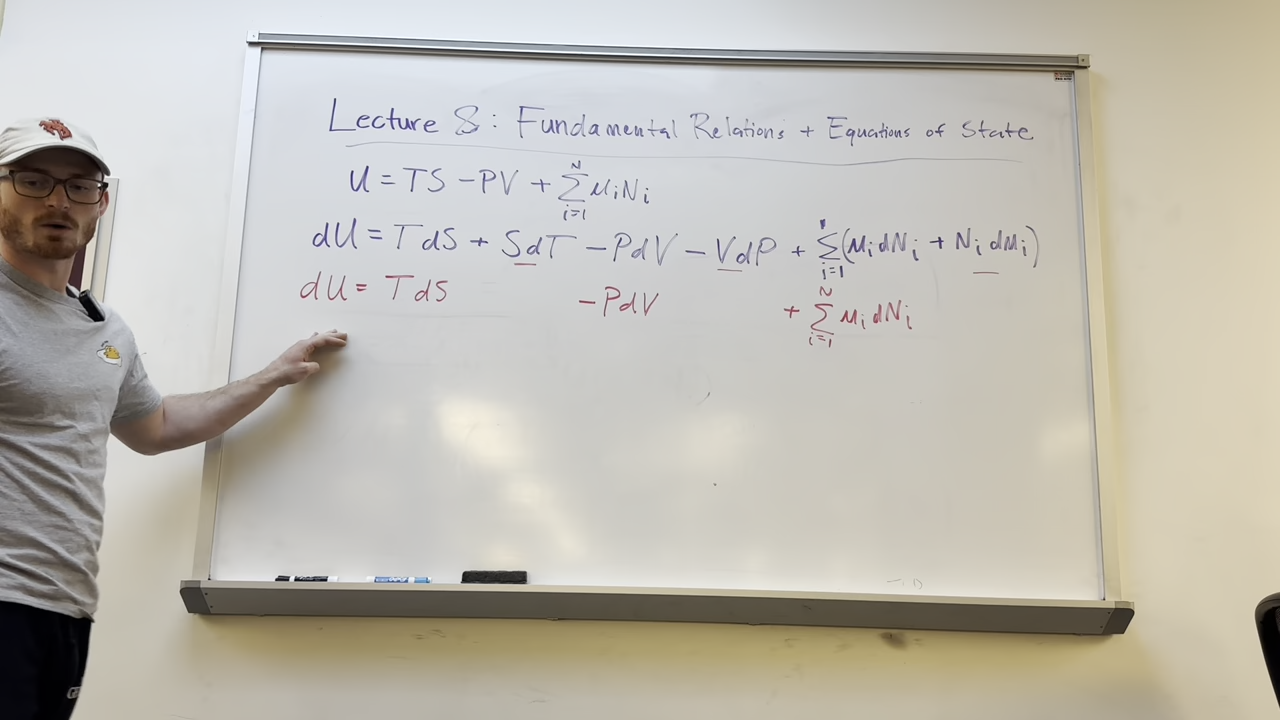 Lecture 8: Fundamental Relations + Equations of State
U = TS - PV + N∑i=1 μiNi
dU = TdS + SdT - PdV - VdP + ∑i=1 (μidNi + Nidμi)
dU = TdS - PdV + N∑i=1 μidNi